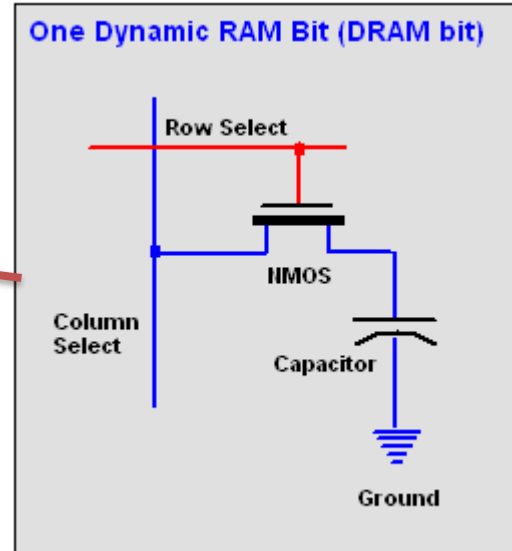 One Dynamic RAM Bit (DRAM bit)
Row Select
NMOS
Column
Select
Capacitor
Ground